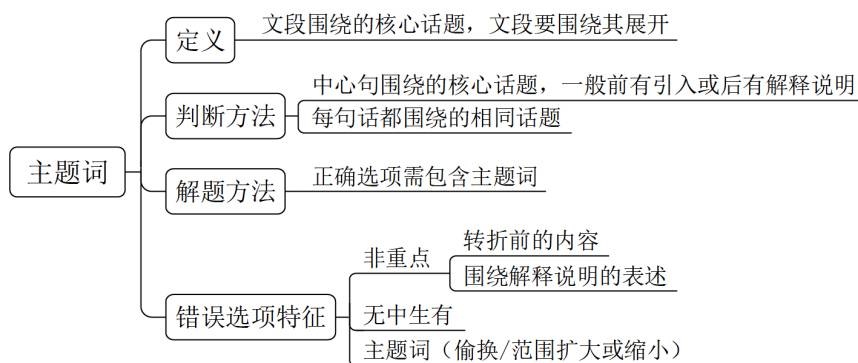 定义
文段围绕的核心话题，文段要围绕其展开
中心句围绕的核心话题，一般前有引入或后有解释说明
判断方法
每句话都围绕的相同话题
主题词
解题方法
正确选项需包含主题词
转折前的内容
非重点
围绕解释说明的表述
错误选项特征
无中生有
主题词（偷换/范围扩大或缩小）